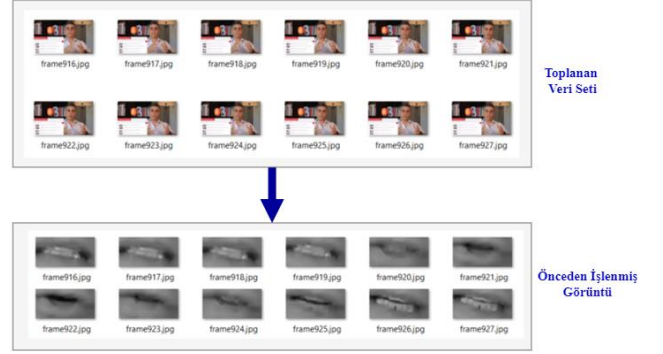 frame916.jpg frame917.jpg frame918.jpg frame919.jpg frame920.jpg frame921.jpg
Toplanan
Veri Seti
frame922.jpg frame923.jpg frame924.jpg frame925.jpg frame926.jpg frame927.jpg
frame916.jpg frame917.jpg frame918.jpg frame919.jpg frame920.jpg frame921.jpg
Önceden İşlenmiş
Görüntü
frame922.jpg frame923.jpg frame924.jpg frame925.jpg frame926.jpg frame927.jpg